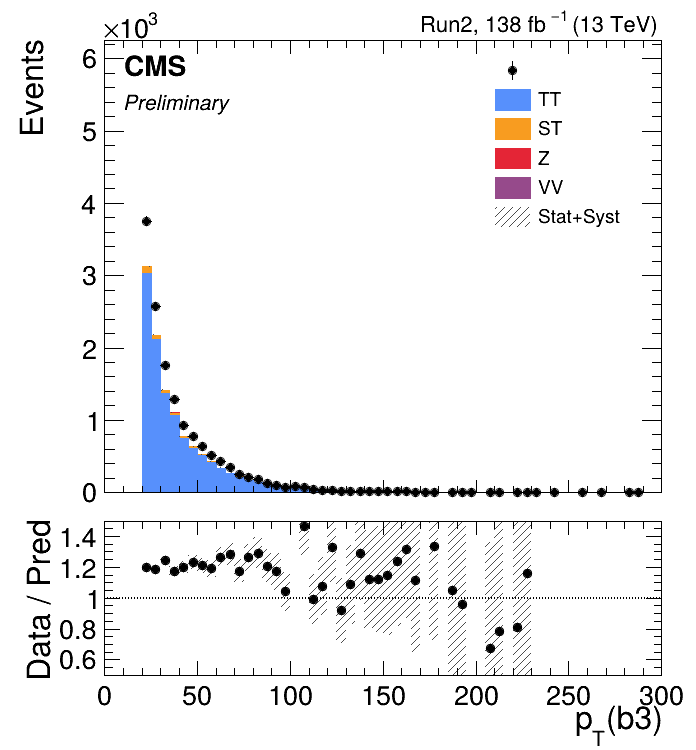 ×10³
Run2, 138 fb⁻¹ (13 TeV)
CMS
Preliminary
Events
TT
ST
Z
VV
Stat+Syst
6
5
4
3
2
1
0
Data / Pred
1.4
1.2
1
0.8
0.6
0 50 100 150 200 250 300
p_T(b3)